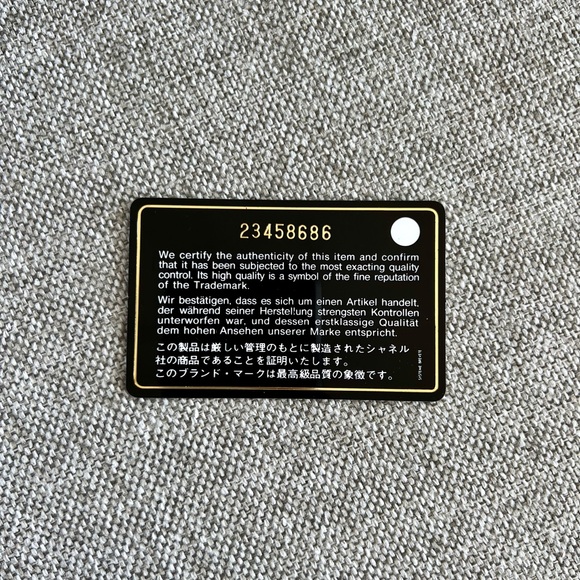 23458686
We certify the authenticity of this item and confirm
that it has been subjected to the most exacting quality
control. Its high quality is a symbol of the fine reputation
of the Trademark.
Wir bestätigen, dass es sich um einen Artikel handelt,
der während seiner Herstellung strengsten Kontrollen
unterworfen war, und dessen erstklassige Qualität
dem hohen Ansehen unserer Marke entspricht.
この製品は厳しい管理のもとに製造されたシャネル
社の商品であることを証明いたします。
このブランド・マークは最高級品質の象徴です。